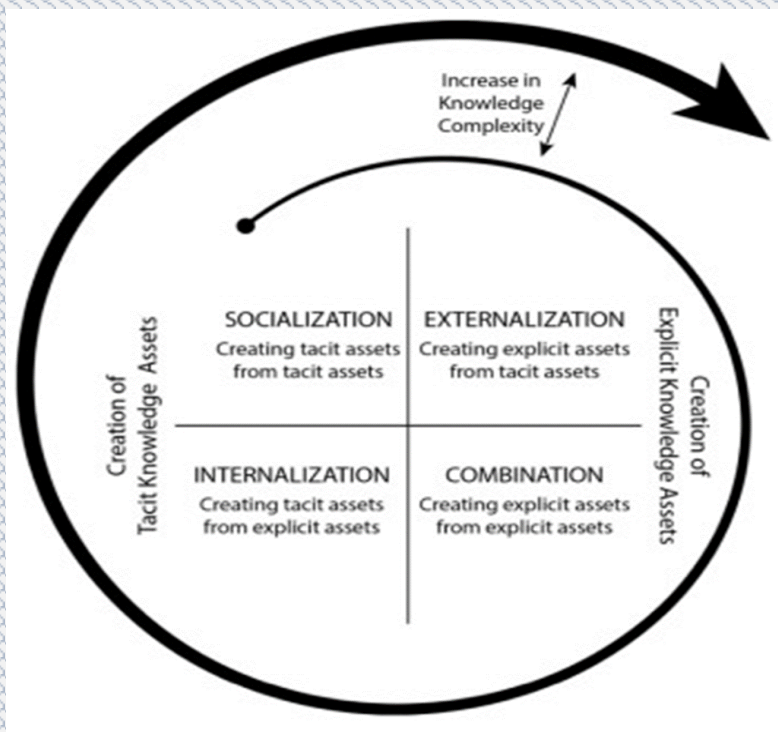 Increase in
Knowledge
Complexity
SOCIALIZATION
Creating tacit assets
from tacit assets
EXTERNALIZATION
Creating explicit assets
from tacit assets
Creation of
Tacit Knowledge Assets
Creation of
Explicit Knowledge Assets
INTERNALIZATION
Creating tacit assets
from explicit assets
COMBINATION
Creating explicit assets
from explicit assets